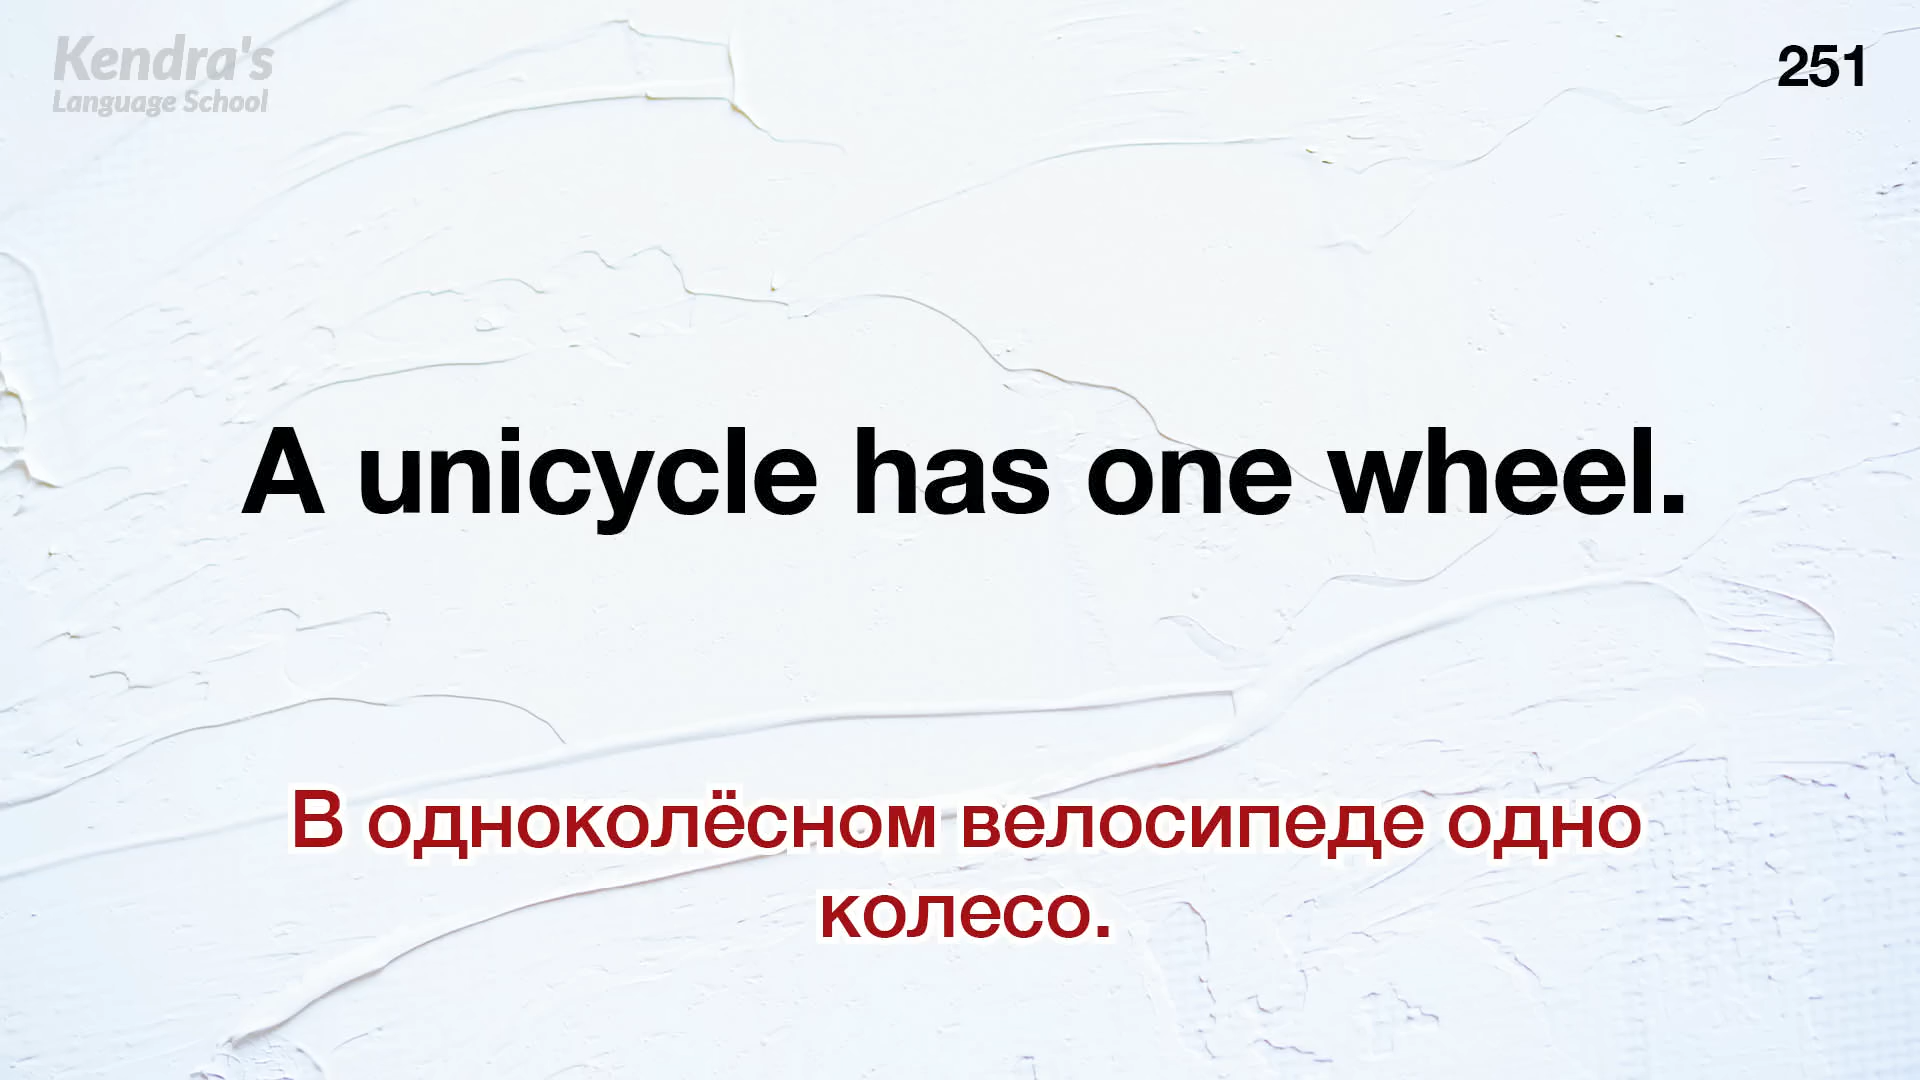 Kendra's
Language School
251
A unicycle has one wheel.
В одноколёсном велосипеде одно
колесо.